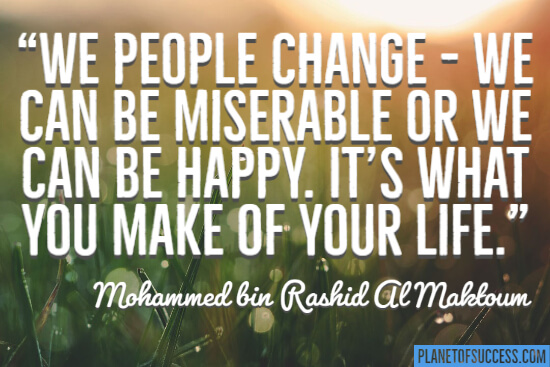 “WE PEOPLE CHANGE - WE
CAN BE MISERABLE OR WE
CAN BE HAPPY. IT’S WHAT
YOU MAKE OF YOUR LIFE.”
Mohammed bin Rashid Al Maktoum
PLANETOFSUCCESS.COM